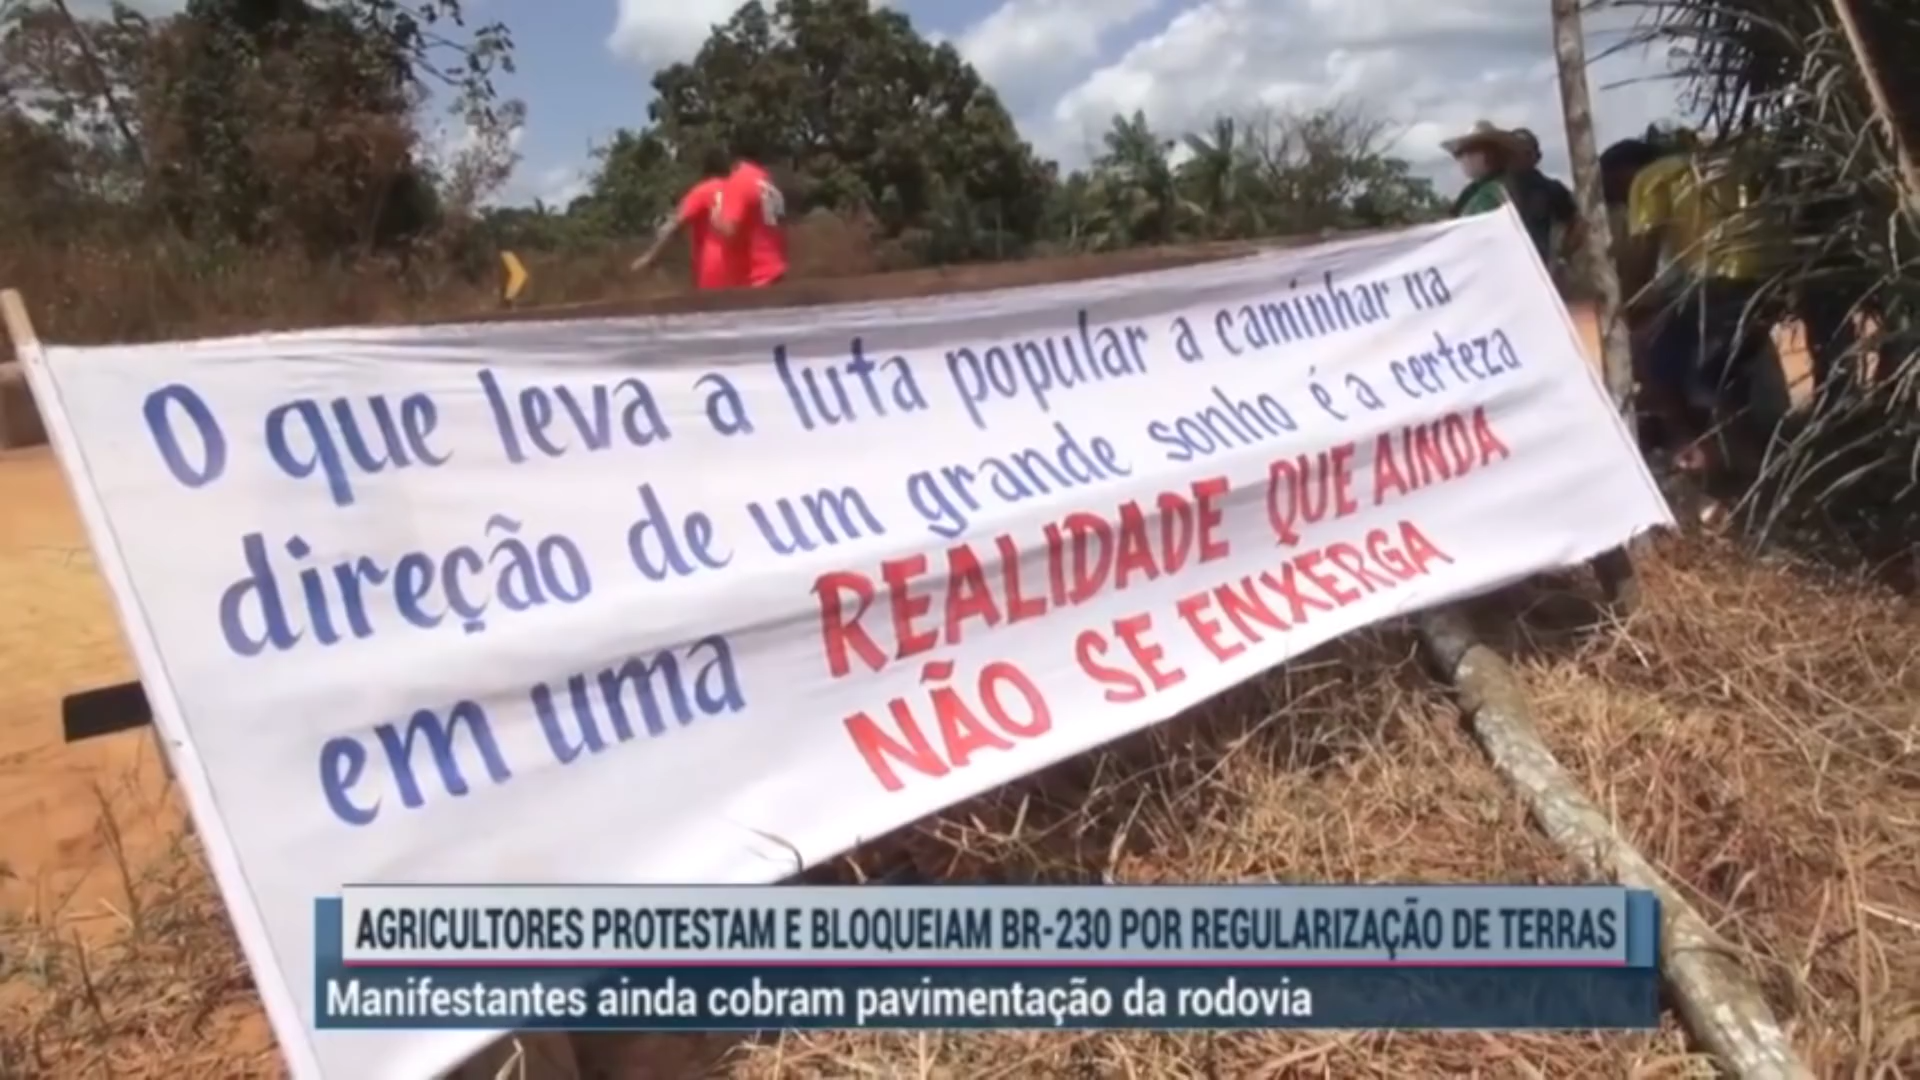 O que leva a luta popular a caminhar na
direção de um grande sonho é a certeza
em uma REALIDADE QUE AINDA
NÃO SE ENXERGA
AGRICULTORES PROTESTAM E BLOQUEIAM BR-230 POR REGULARIZAÇÃO DE TERRAS
Manifestantes ainda cobram pavimentação da rodovia